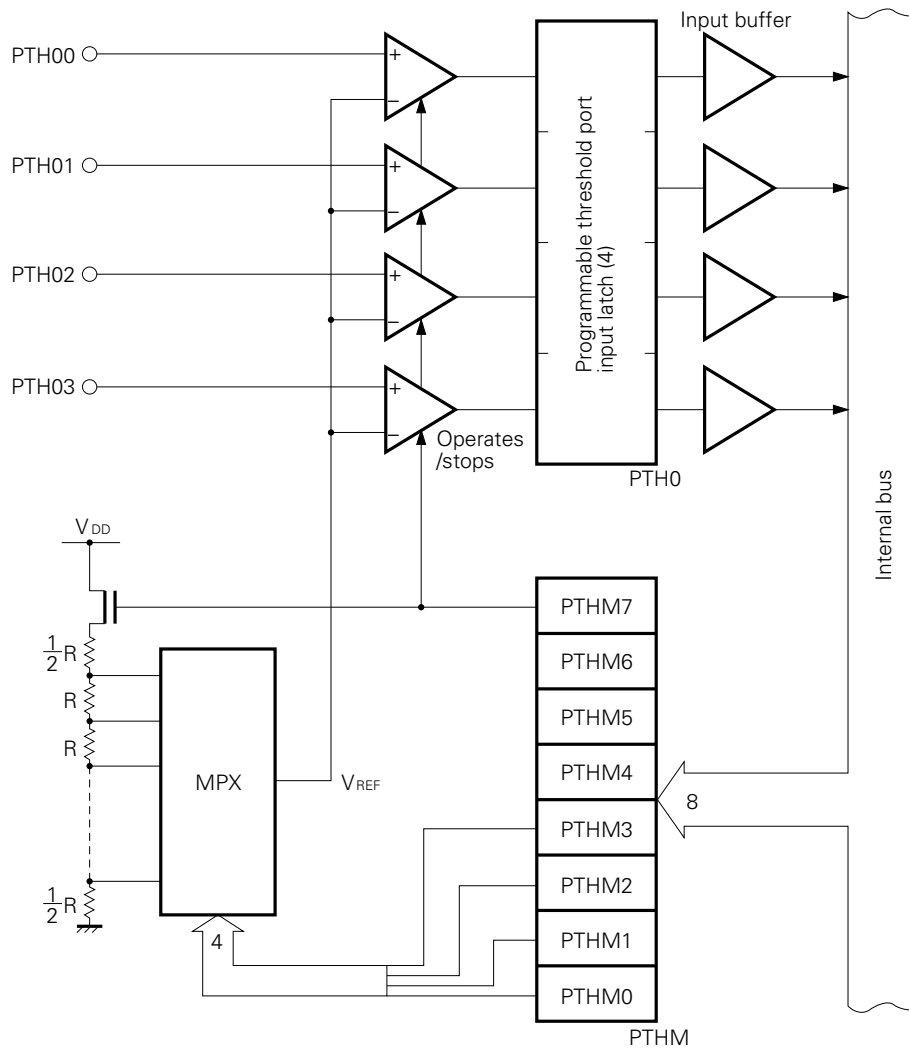 Input buffer
PTH00
+
−
PTH01
+
−
PTH02
+
−
PTH03
+
−
Programmable threshold port
input latch (4)
Operates
/stops
PTH0
Internal bus
VDD
1/2 R
R
R
1/2 R
MPX
VREF
4
PTHM7
PTHM6
PTHM5
PTHM4
PTHM3
PTHM2
PTHM1
PTHM0
8
PTHM